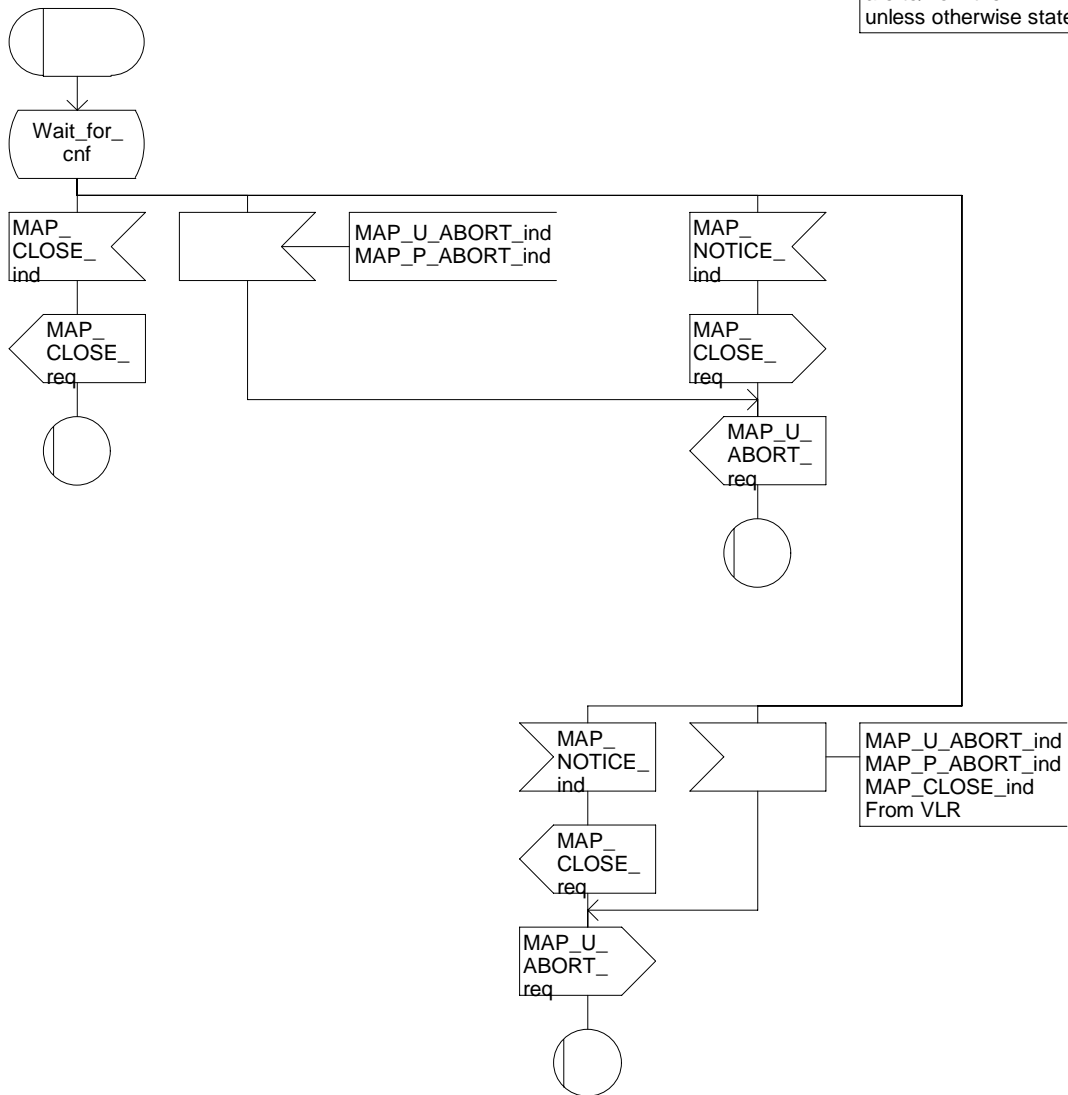 unless otherwise state
Wait_for_
cnf
MAP_
CLOSE_
ind
MAP_U_ABORT_ind
MAP_P_ABORT_ind
MAP_
NOTICE_
ind
MAP_
CLOSE_
req
MAP_
CLOSE_
req
MAP_U_
ABORT_
req
MAP_
NOTICE_
ind
MAP_U_ABORT_ind
MAP_P_ABORT_ind
MAP_CLOSE_ind
From VLR
MAP_
CLOSE_
req
MAP_U_
ABORT_
req